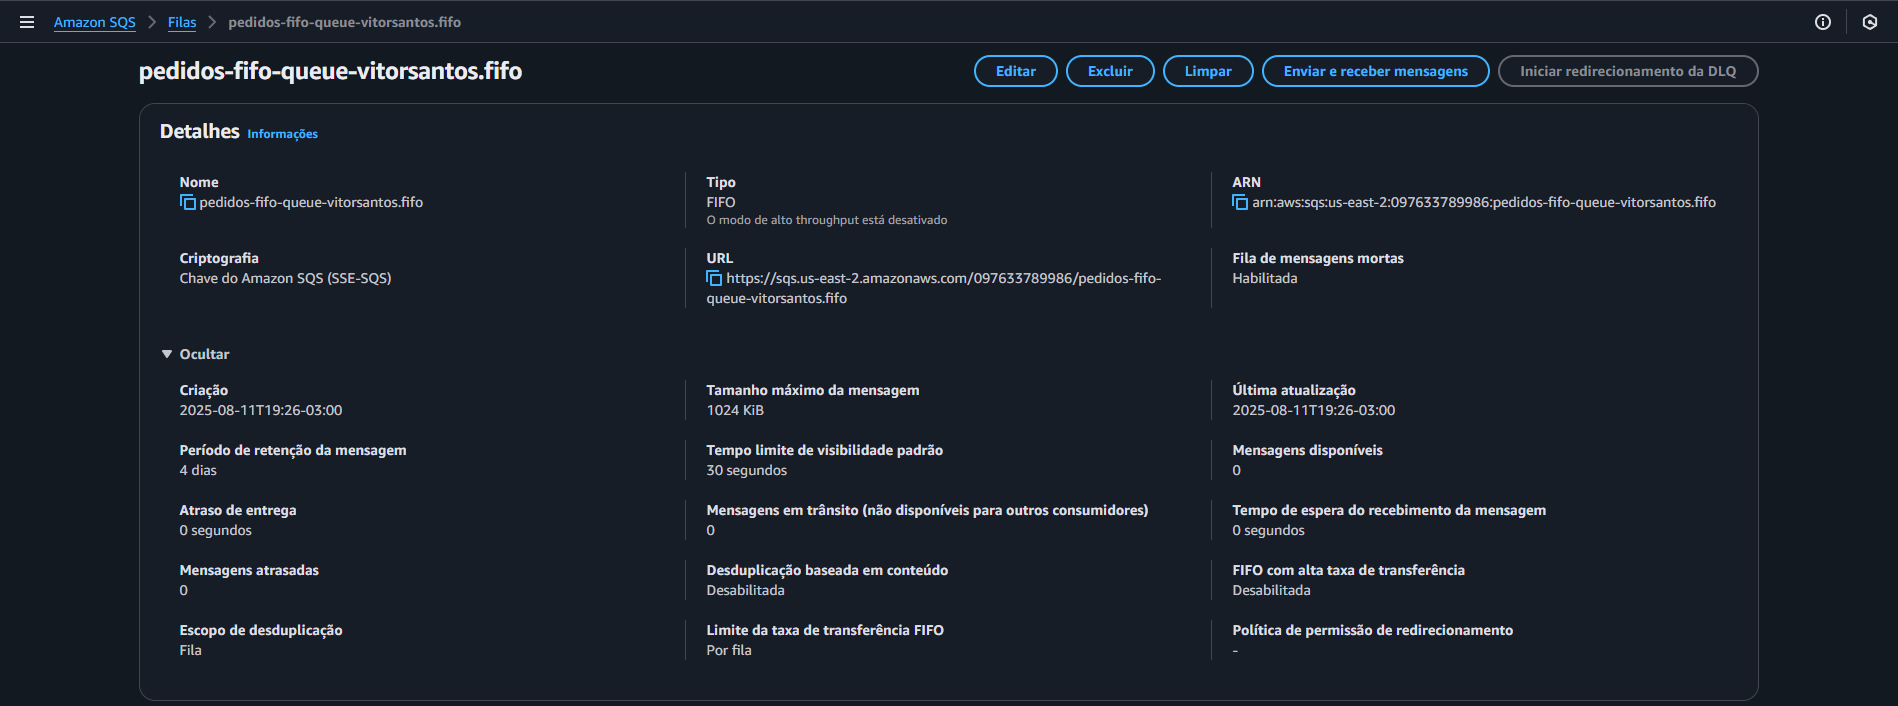 Amazon SQS > Filas > pedidos-fifo-queue-vitorsantos.fifo
pedidos-fifo-queue-vitorsantos.fifo
Editar
Excluir
Limpar
Enviar e receber mensagens
Iniciar redirecionamento da DLQ
Detalhes Informações
Nome
pedidos-fifo-queue-vitorsantos.fifo
Tipo
FIFO
O modo de alto throughput está desativado
ARN
arn:aws:sqs:us-east-2:097633789986:pedidos-fifo-queue-vitorsantos.fifo
Criptografia
Chave do Amazon SQS (SSE-SQS)
URL
https://sqs.us-east-2.amazonaws.com/097633789986/pedidos-fifo-
queue-vitorsantos.fifo
Fila de mensagens mortas
Habilitada
Ocultar
Criação
2025-08-11T19:26-03:00
Tamanho máximo da mensagem
1024 KiB
Última atualização
2025-08-11T19:26-03:00
Período de retenção da mensagem
4 dias
Tempo limite de visibilidade padrão
30 segundos
Mensagens disponíveis
0
Atraso de entrega
0 segundos
Mensagens em trânsito (não disponíveis para outros consumidores)
0
Tempo de espera do recebimento da mensagem
0 segundos
Mensagens atrasadas
0
Desduplicação baseada em conteúdo
Desabilitada
FIFO com alta taxa de transferência
Desabilitada
Escopo de desduplicação
Fila
Limite da taxa de transferência FIFO
Por fila
Política de permissão de redirecionamento
-